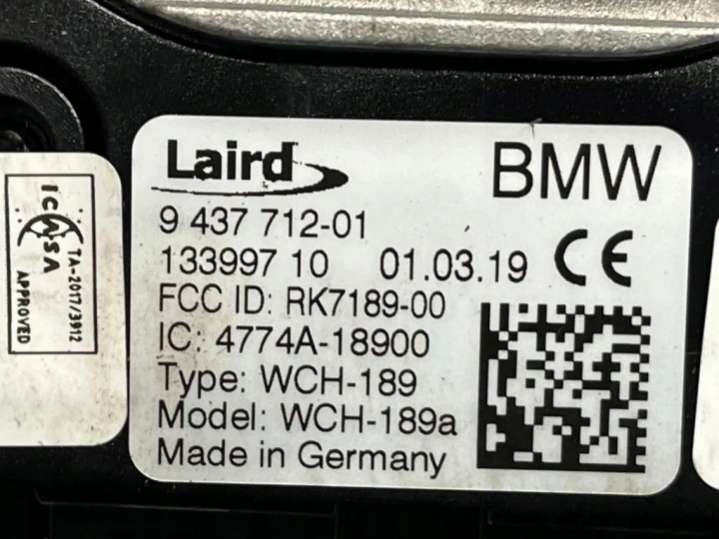 Laird
BMW
9 437 712-01
133997 10 01.03.19
CE
FCC ID: RK7189-00
IC: 4774A-18900
Type: WCH-189
Model: WCH-189a
Made in Germany
ICASA
TA-2017/3912
APPROVED